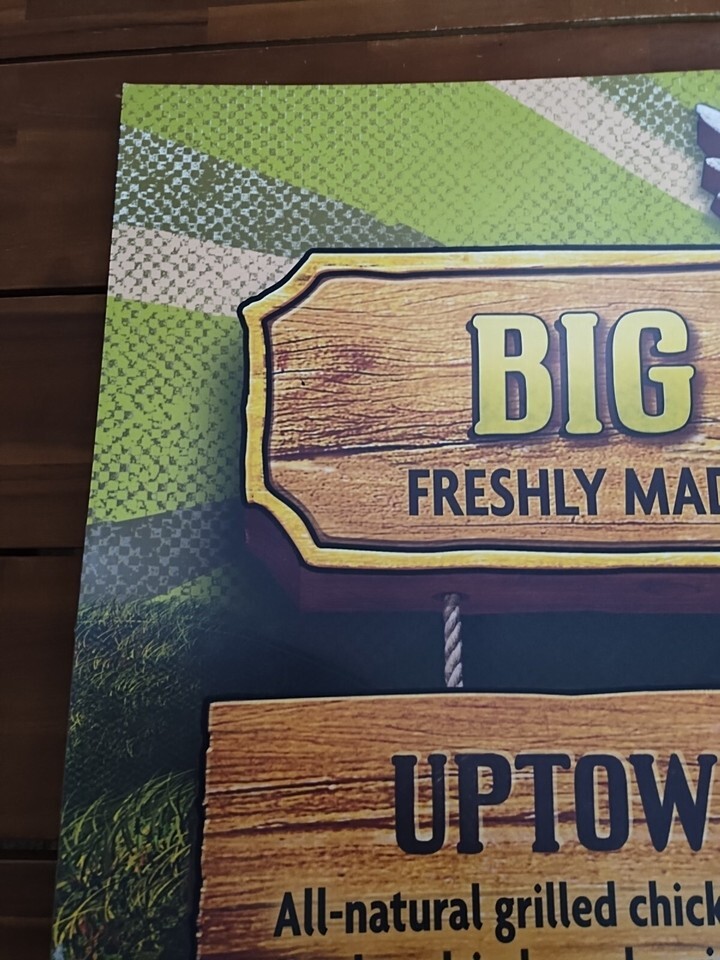 BIG
FRESHLY MAD
UPTOW
All-natural grilled chick